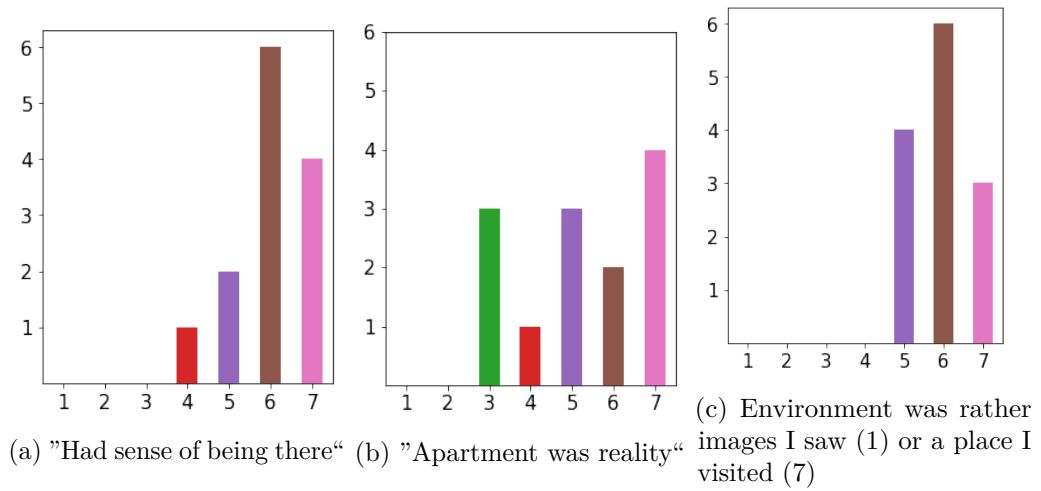 6
5
4
3
2
1
1 2 3 4 5 6 7
(a) ”Had sense of being there“
6
5
4
3
2
1
1 2 3 4 5 6 7
(b) ”Apartment was reality“
6
5
4
3
2
1
1 2 3 4 5 6 7
(c) Environment was rather
images I saw (1) or a place I
visited (7)